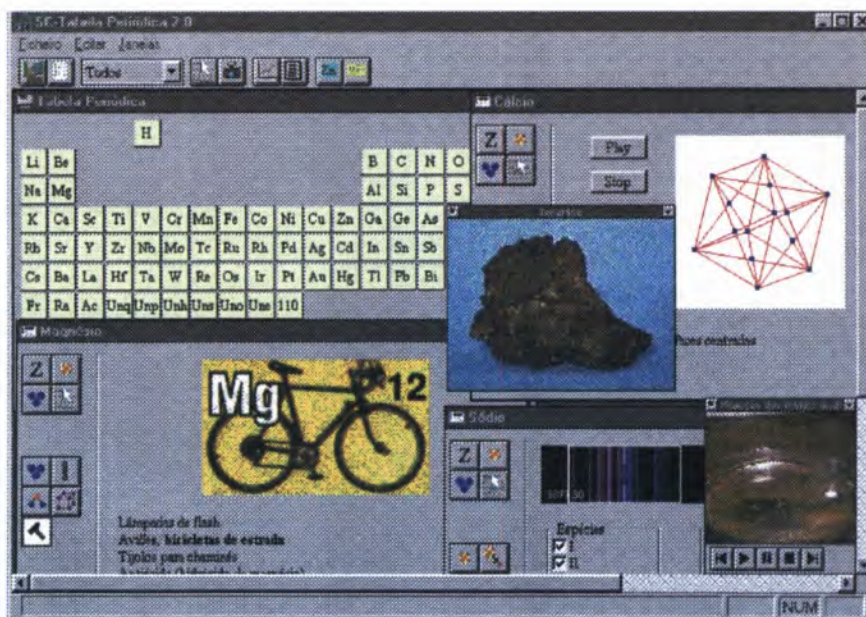 SC-Tabela Periódica 2.0
Ficheiro Editar Janelas
Todos Zn
Tabela Periódica
H
Li Be B C N O
Na Mg Al Si P S
K Ca Sc Ti V Cr Mn Fe Co Ni Cu Zn Ga Ge As
Rb Sr Y Zr Nb Mo Tc Ru Rh Pd Ag Cd In Sn Sb
Cs Ba La Hf Ta W Re Os Ir Pt Au Hg Tl Pb Bi
Fr Ra Ac Unq Unp Unh Uns Uno Une 110
Cálcio
Z
Play
Stop
Faces centradas
Magnésio
Z
Mg 12
Lâmpadas de flash
Aviões, bicicletas de estrada
Tijolos para chaminés
Sódio
Z
Espécies
I
II
NUM